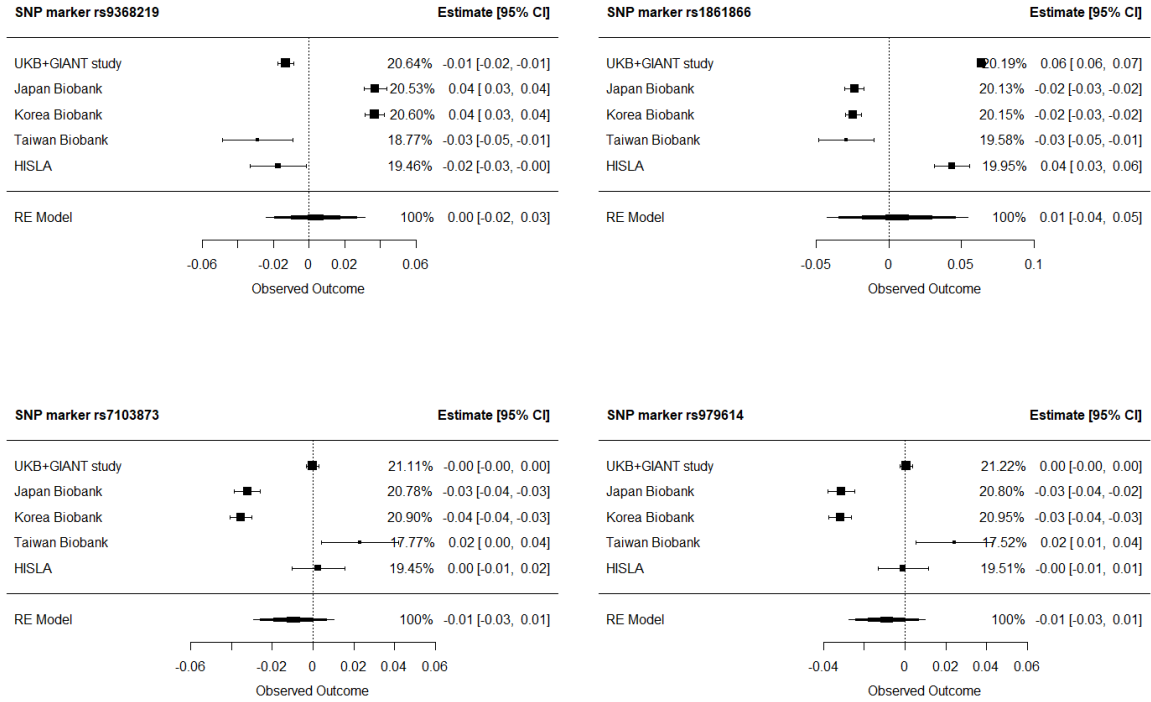 SNP marker rs9368219 Estimate [95% CI]
UKB+GIANT study 20.64% -0.01 [-0.02, -0.01]
Japan Biobank 20.53% 0.04 [ 0.03, 0.04]
Korea Biobank 20.60% 0.04 [ 0.03, 0.04]
Taiwan Biobank 18.77% -0.03 [-0.05, -0.01]
HISLA 19.46% -0.02 [-0.03, -0.00]
RE Model 100% 0.00 [-0.02, 0.03]
-0.06 -0.02 0 0.02 0.06
Observed Outcome
SNP marker rs1861866 Estimate [95% CI]
UKB+GIANT study 20.19% 0.06 [ 0.06, 0.07]
Japan Biobank 20.13% -0.02 [-0.03, -0.02]
Korea Biobank 20.15% -0.02 [-0.03, -0.02]
Taiwan Biobank 19.58% -0.03 [-0.05, -0.01]
HISLA 19.95% 0.04 [ 0.03, 0.06]
RE Model 100% 0.01 [-0.04, 0.05]
-0.05 0 0.05 0.1
Observed Outcome
SNP marker rs7103873 Estimate [95% CI]
UKB+GIANT study 21.11% -0.00 [-0.00, 0.00]
Japan Biobank 20.78% -0.03 [-0.04, -0.03]
Korea Biobank 20.90% -0.04 [-0.04, -0.03]
Taiwan Biobank 17.77% 0.02 [ 0.00, 0.04]
HISLA 19.45% 0.00 [-0.01, 0.02]
RE Model 100% -0.01 [-0.03, 0.01]
-0.06 -0.02 0 0.02 0.04 0.06
Observed Outcome
SNP marker rs979614 Estimate [95% CI]
UKB+GIANT study 21.22% 0.00 [-0.00, 0.00]
Japan Biobank 20.80% -0.03 [-0.04, -0.02]
Korea Biobank 20.95% -0.03 [-0.04, -0.03]
Taiwan Biobank 17.52% 0.02 [ 0.01, 0.04]
HISLA 19.51% -0.00 [-0.01, 0.01]
RE Model 100% -0.01 [-0.03, 0.01]
-0.04 0 0.02 0.04 0.06
Observed Outcome